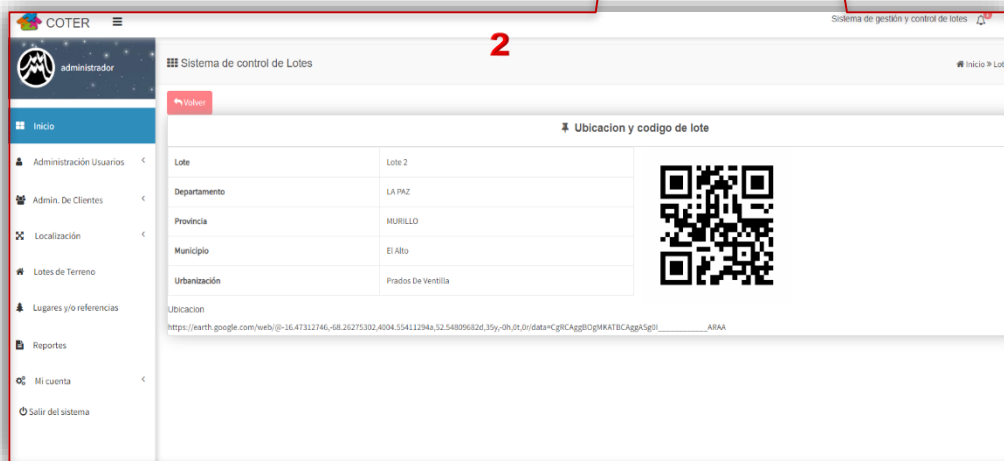 COTER
Sistema de gestión y control de lotes
2
administrador
Sistema de control de Lotes
Inicio » Lot
Volver
Inicio
Administración Usuarios
Admin. De Clientes
Localización
Lotes de Terreno
Lugares y/o referencias
Reportes
Mi cuenta
Salir del sistema
Ubicacion y codigo de lote
Lote Lote 2
Departamento LA PAZ
Provincia MURILLO
Municipio El Alto
Urbanización Prados De Ventilla
Ubicacion
https://earth.google.com/web/@-16.47312746,-68.26275302,4004.55411294a,52.54809682d,35y,-0h,0t,0r/data=CgRCAggBOgMKATBCAggASg0I____________ARAA